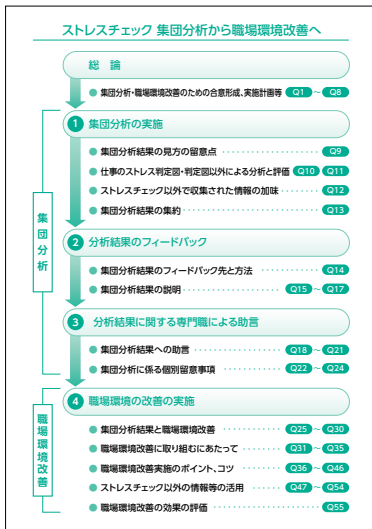 ストレスチェック 集団分析から職場環境改善へ
総 論
● 集団分析・職場環境改善のための合意形成、実施計画等 Q1 ～ Q8
集団分析
1 集団分析の実施
● 集団分析結果の見方の留意点 ･････････････････ Q9
● 仕事のストレス判定図・判定図以外による分析と評価 Q10 Q11
● ストレスチェック以外で収集された情報の加味 ･･･････ Q12
● 集団分析結果の集約 ･･････････････････････ Q13
2 分析結果のフィードバック
● 集団分析結果のフィードバック先と方法 ･･････････ Q14
● 集団分析結果の説明 ･･････････････ Q15 ～ Q17
3 分析結果に関する専門職による助言
● 集団分析結果への助言 ･････････････ Q18 ～ Q21
● 集団分析に係る個別留意事項 ･････････ Q22 ～ Q24
職場環境改善
4 職場環境の改善の実施
● 集団分析結果と職場環境改善 ･････････ Q25 ～ Q30
● 職場環境改善に取り組むにあたって ･･････ Q31 ～ Q35
● 職場環境改善実施のポイント、コツ ･･････ Q36 ～ Q46
● ストレスチェック以外の情報等の活用 ･････ Q47 ～ Q54
● 職場環境改善の効果の評価 ･･････････････････ Q55